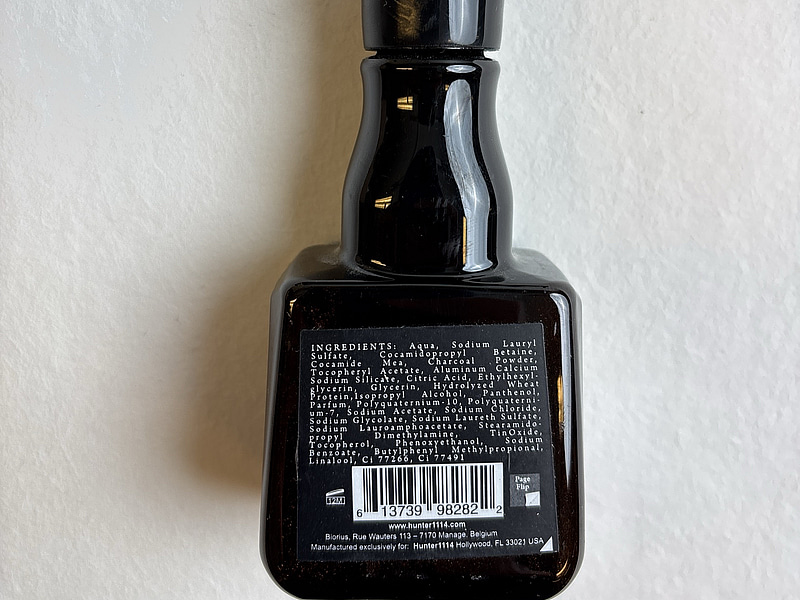 INGREDIENTS: Aqua, Sodium Lauryl
Sulfate, Cocamidopropyl Betaine,
Cocamide Mea, Charcoal Powder,
Tocopheryl Acetate, Aluminum Calcium
Sodium Silicate, Citric Acid, Ethylhexyl-
glycerin, Glycerin, Hydrolyzed Wheat
Protein,Isopropyl Alcohol, Panthenol,
Parfum, Polyquaternium-10, Polyquaterni-
um-7, Sodium Acetate, Sodium Chloride,
Sodium Glycolate, Sodium Laureth Sulfate,
Sodium Lauroamphoacetate, Stearamido-
propyl Dimethylamine, TinOxide,
Tocopherol, Phenoxyethanol, Sodium
Benzoate, Butylphenyl Methylpropional,
Linalool, Ci 77266, Ci 77491
12M
6 13739 98282 2
Page
Flip
www.hunter1114.com
Biorius, Rue Wauters 113 – 7170 Manage, Belgium
Manufactured exclusively for: Hunter1114 Hollywood, FL 33021 USA